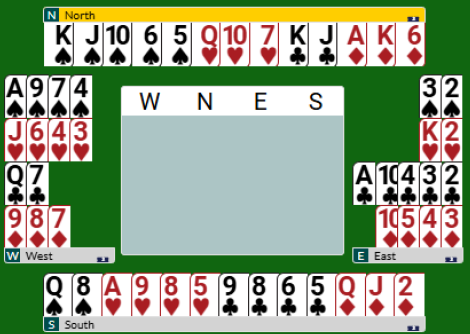 N North
K J 10 6 5 Q 10 7 K J A K 6
A 9 7 4
J 6 4 3
Q 7
9 8 7
W West
W N E S
3 2
K 2
A 10 4 3 2
10 5 4 3
E East
Q 8 A 9 8 5 9 8 6 5 Q J 2
S South